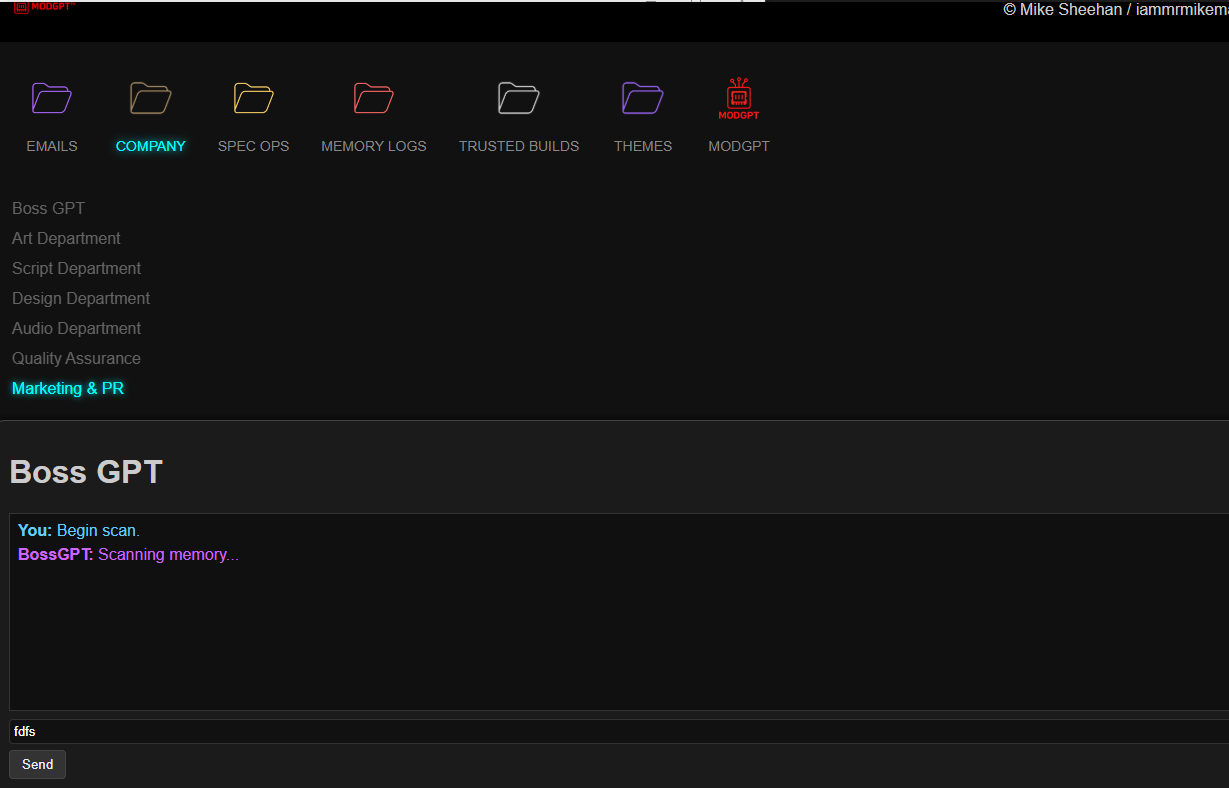 MODGPT™
© Mike Sheehan / iammrmikema
MODGPT
EMAILS COMPANY SPEC OPS MEMORY LOGS TRUSTED BUILDS THEMES MODGPT
Boss GPT
Art Department
Script Department
Design Department
Audio Department
Quality Assurance
Marketing & PR
Boss GPT
You: Begin scan.
BossGPT: Scanning memory...
fdfs
Send